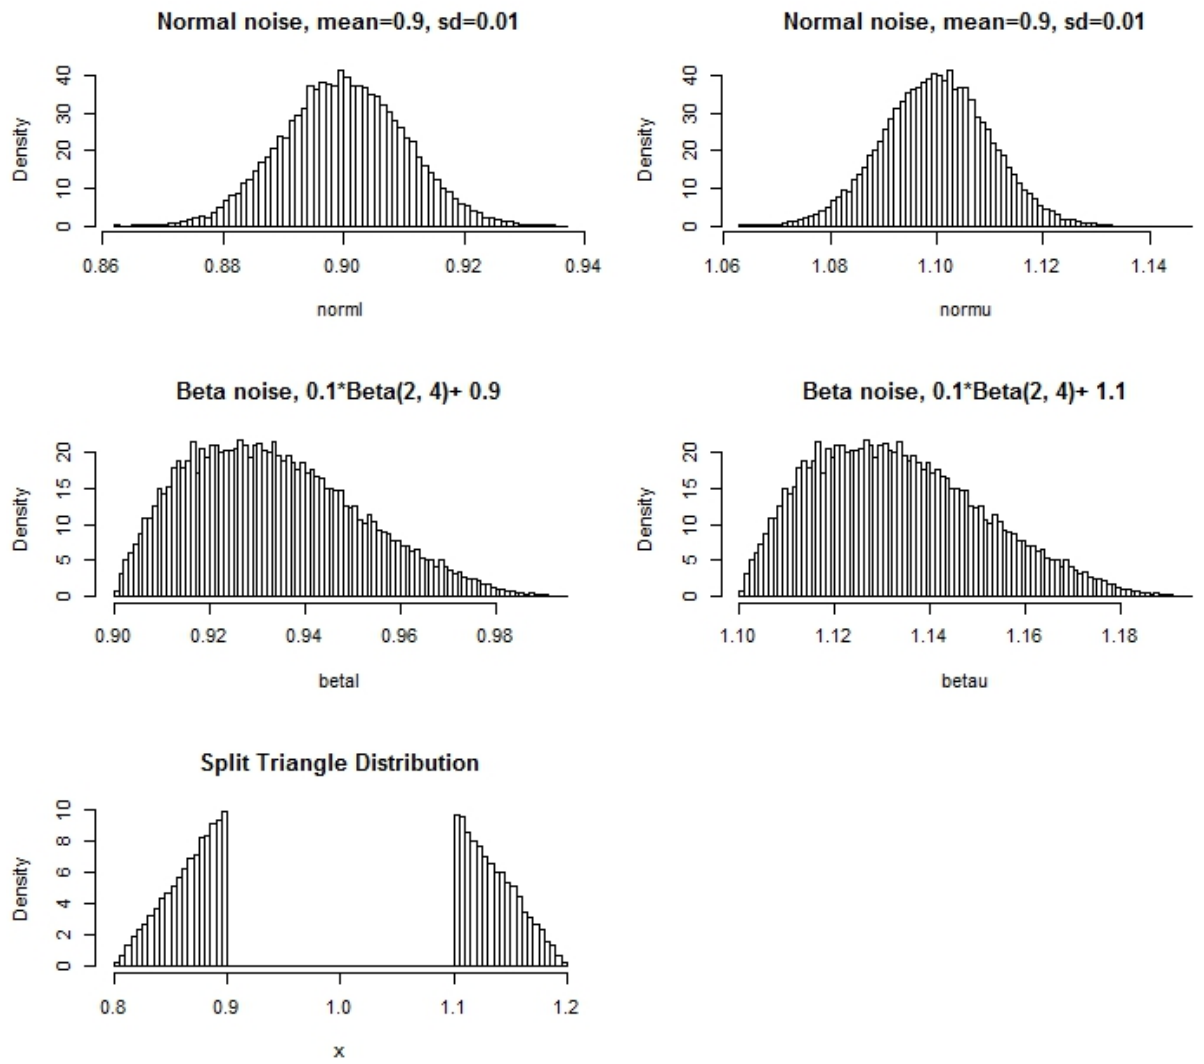 Normal noise, mean=0.9, sd=0.01
Density
40
30
20
10
0
0.86 0.88 0.90 0.92 0.94
norml
Normal noise, mean=0.9, sd=0.01
Density
40
30
20
10
0
1.06 1.08 1.10 1.12 1.14
normu
Beta noise, 0.1*Beta(2, 4)+ 0.9
Density
20
15
10
5
0
0.90 0.92 0.94 0.96 0.98
betal
Beta noise, 0.1*Beta(2, 4)+ 1.1
Density
20
15
10
5
0
1.10 1.12 1.14 1.16 1.18
betau
Split Triangle Distribution
Density
10
8
6
4
2
0
0.8 0.9 1.0 1.1 1.2
x